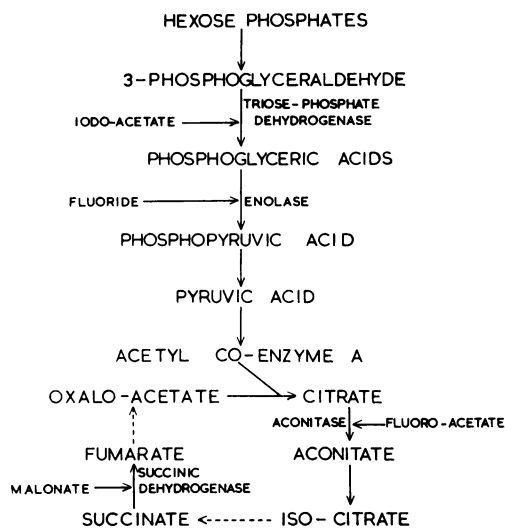 HEXOSE PHOSPHATES
3-PHOSPHOGLYCERALDEHYDE
TRIOSE-PHOSPHATE
IODO-ACETATE DEHYDROGENASE
PHOSPHOGLYCERIC ACIDS
FLUORIDE ENOLASE
PHOSPHOPYRUVIC ACID
PYRUVIC ACID
ACETYL CO-ENZYME A
OXALO-ACETATE CITRATE
ACONITASE FLUORO-ACETATE
FUMARATE ACONITATE
SUCCINIC
MALONATE DEHYDROGENASE
SUCCINATE ISO-CITRATE